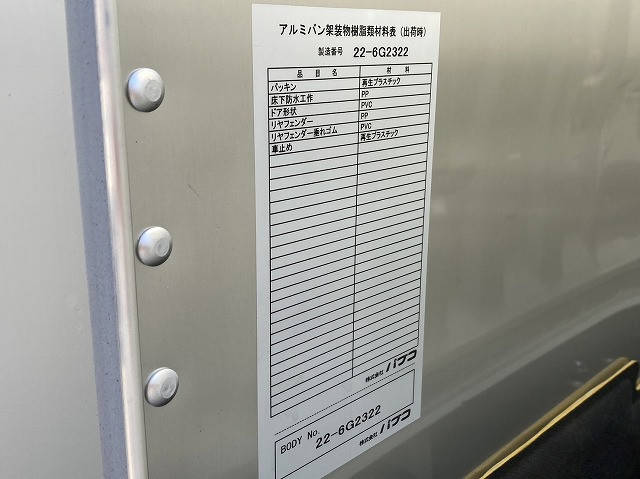 アルミバン架装物樹脂類材料表（出荷時）
製造番号 22-6G2322
品目名 材料
パッキン 再生プラスチック
床下防水工作 PP
ドア形状 PVC
リヤフェンダー PP
リヤフェンダー垂れゴム PVC
車止め 再生プラスチック
株式会社 パブコ
BODY No. 22-6G2322
株式会社 パブコ